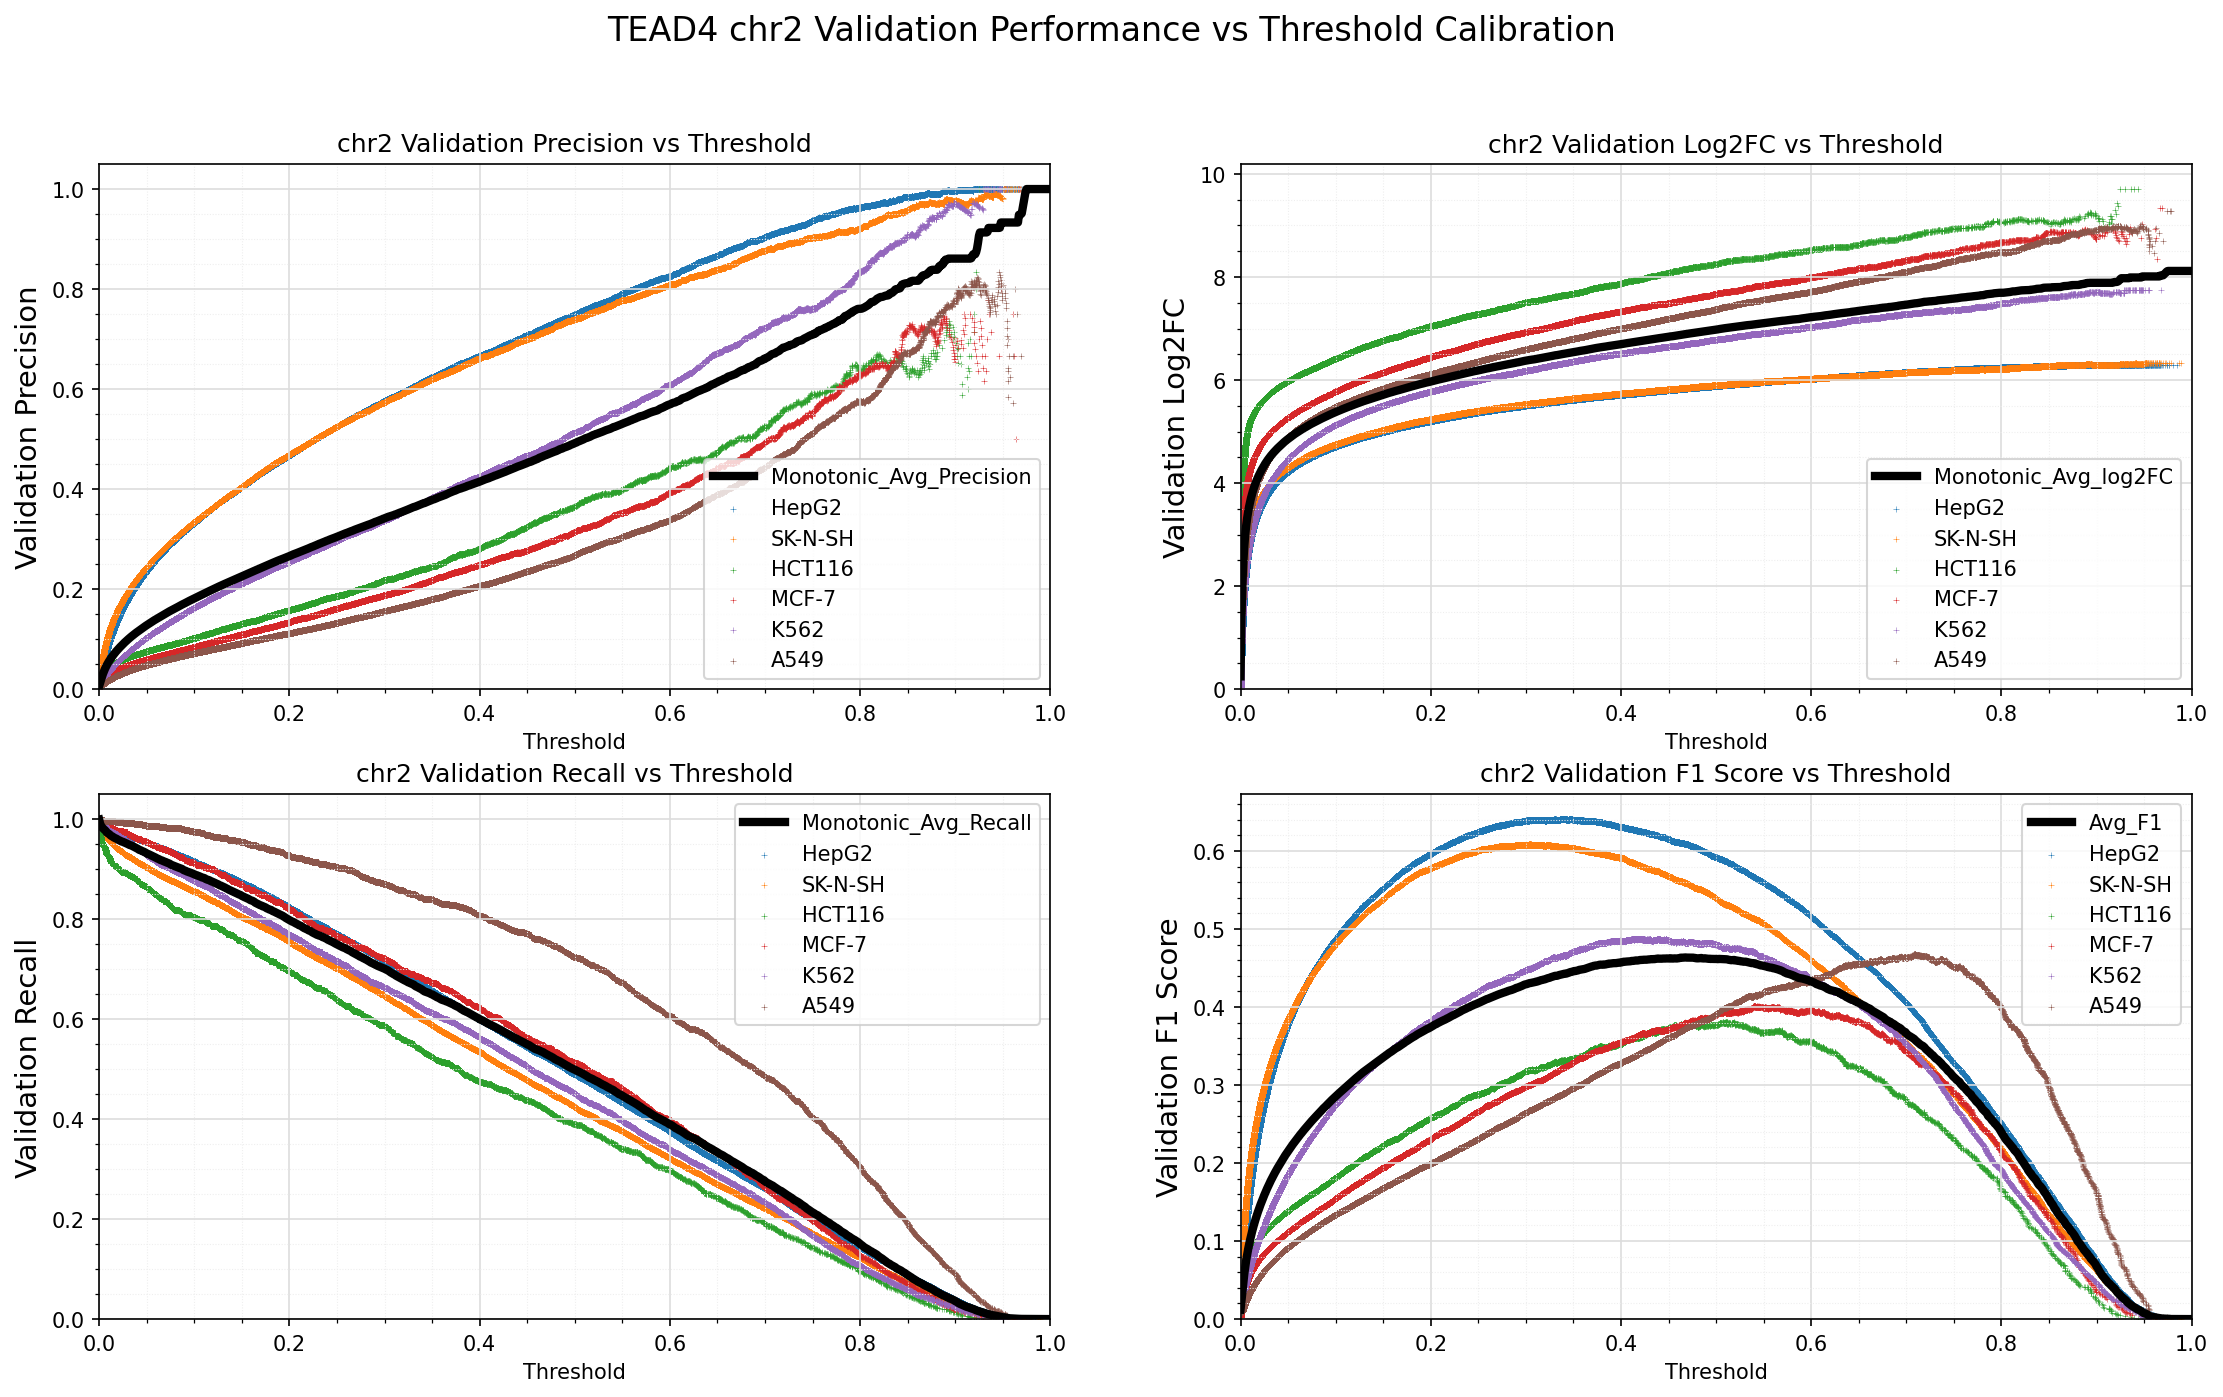 TEAD4 chr2 Validation Performance vs Threshold Calibration
chr2 Validation Precision vs Threshold
Validation Precision
1.0
0.8
0.6
0.4
0.2
0.0
0.0 0.2 0.4 0.6 0.8 1.0
Threshold
Monotonic_Avg_Precision
HepG2
SK-N-SH
HCT116
MCF-7
K562
A549
chr2 Validation Log2FC vs Threshold
Validation Log2FC
10
8
6
4
2
0
0.0 0.2 0.4 0.6 0.8 1.0
Threshold
Monotonic_Avg_log2FC
HepG2
SK-N-SH
HCT116
MCF-7
K562
A549
chr2 Validation Recall vs Threshold
Validation Recall
1.0
0.8
0.6
0.4
0.2
0.0
0.0 0.2 0.4 0.6 0.8 1.0
Threshold
Monotonic_Avg_Recall
HepG2
SK-N-SH
HCT116
MCF-7
K562
A549
chr2 Validation F1 Score vs Threshold
Validation F1 Score
0.6
0.5
0.4
0.3
0.2
0.1
0.0
0.0 0.2 0.4 0.6 0.8 1.0
Threshold
Avg_F1
HepG2
SK-N-SH
HCT116
MCF-7
K562
A549